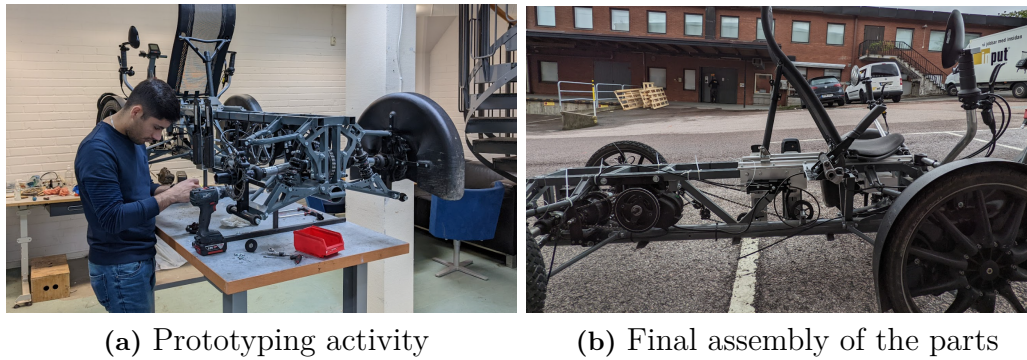 put
(a) Prototyping activity
(b) Final assembly of the parts